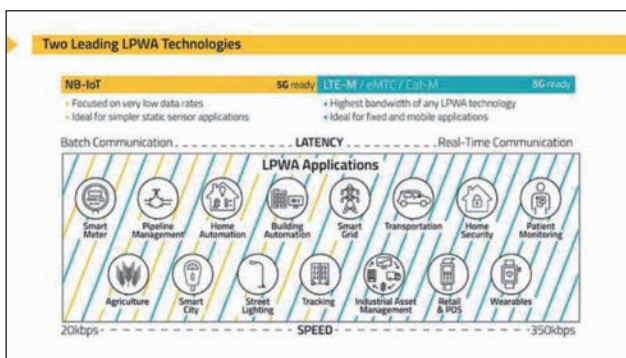 Two Leading LPWA Technologies
NB-IoT 5G ready LTE-M / eMTC / Cat-M 5G ready
• Focused on very low data rates
• Ideal for simpler static sensor applications
• Highest bandwidth of any LPWA technology
• Ideal for fixed and mobile applications
Batch Communication LATENCY Real-Time Communication
LPWA Applications
Smart
Meter
Pipeline
Management
Home
Automation
Building
Automation
Smart
Grid
Transportation
Home
Security
Patient
Monitoring
Agriculture
Smart
City
Street
Lighting
Tracking
Industrial Asset
Management
Retail
& POS
Wearables
20kbps SPEED 350kbps